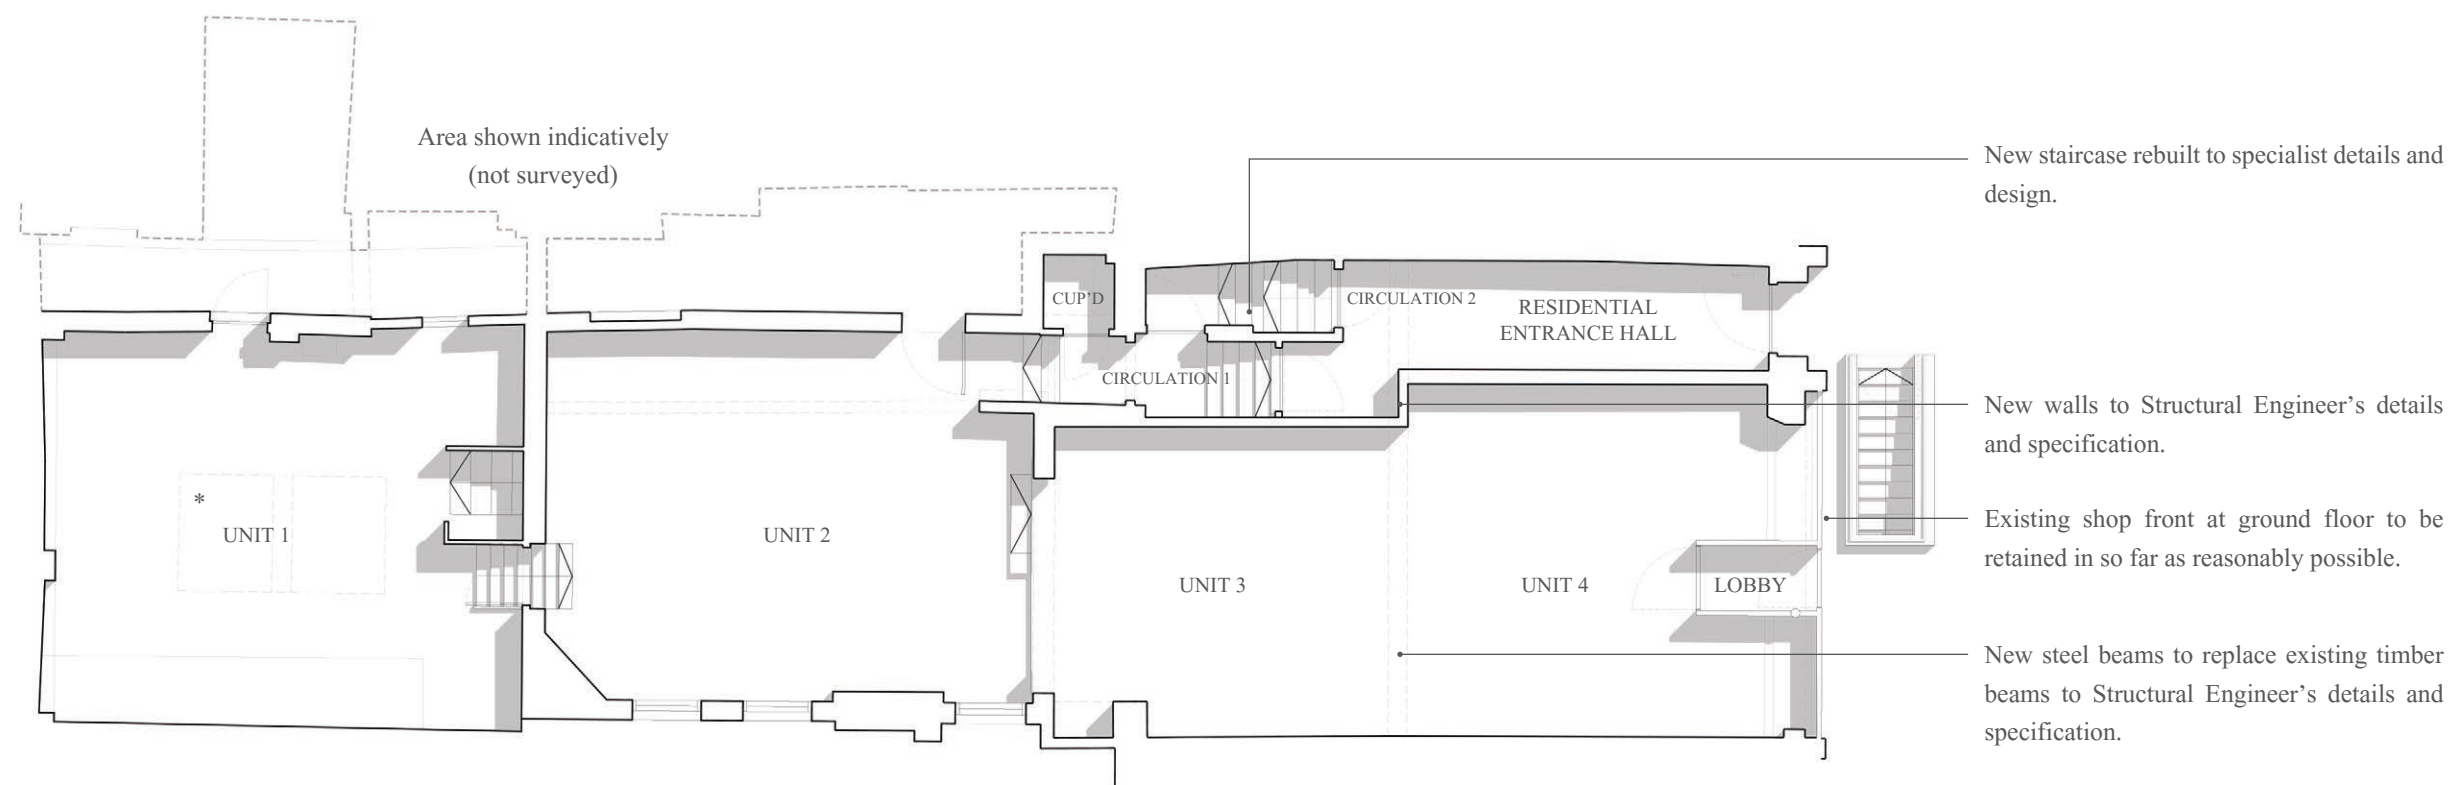 Area shown indicatively
(not surveyed)
New staircase rebuilt to specialist details and
design.
CUP'D
CIRCULATION 2
RESIDENTIAL
ENTRANCE HALL
CIRCULATION 1
New walls to Structural Engineer’s details
and specification.
*
UNIT 1
UNIT 2
UNIT 3
UNIT 4
LOBBY
Existing shop front at ground floor to be
retained in so far as reasonably possible.
New steel beams to replace existing timber
beams to Structural Engineer’s details and
specification.